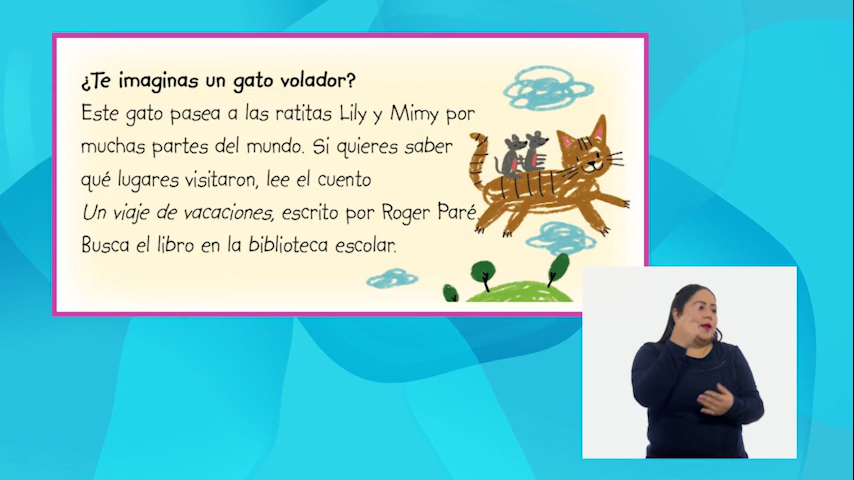 ¿Te imaginas un gato volador?
Este gato pasea a las ratitas Lily y Mimy por
muchas partes del mundo. Si quieres saber
qué lugares visitaron, lee el cuento
Un viaje de vacaciones, escrito por Roger Paré.
Busca el libro en la biblioteca escolar.